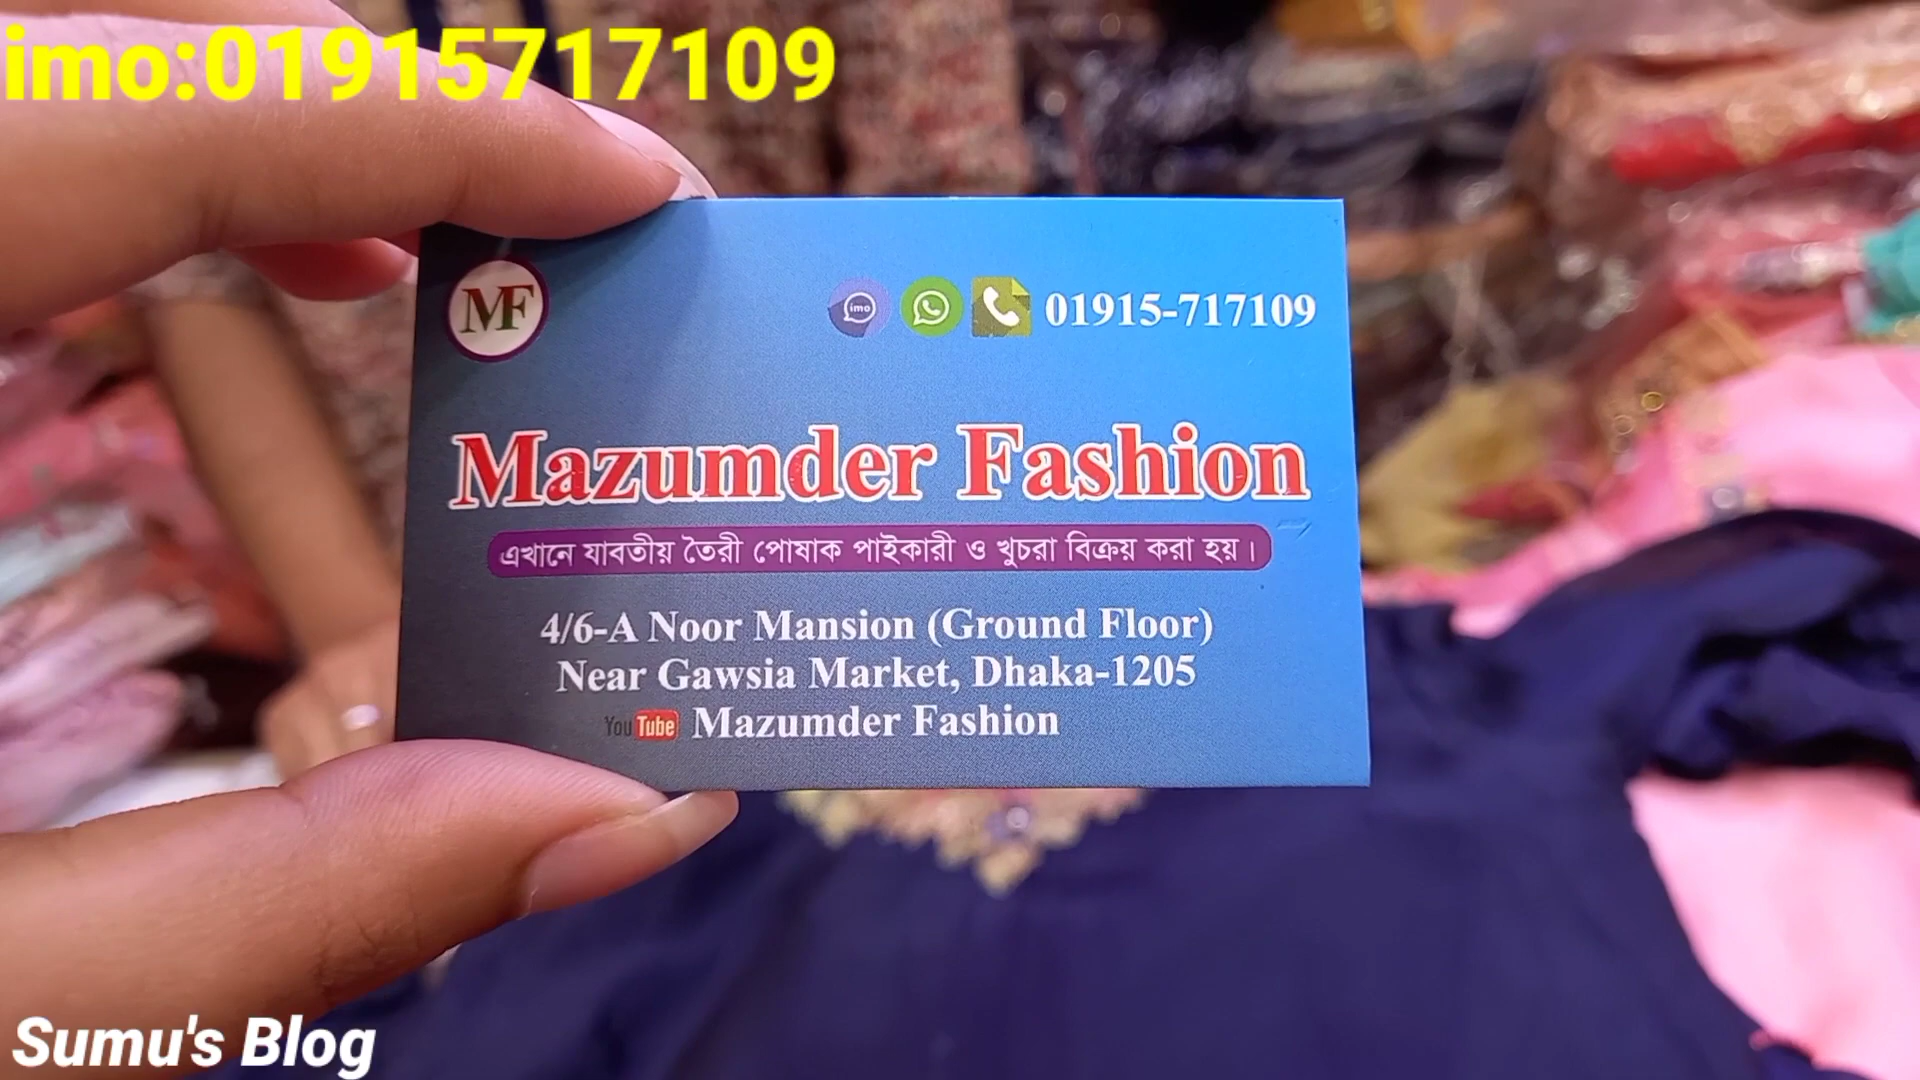 imo:01915717109
MF
imo 01915-717109
Mazumder Fashion
এখানে যাবতীয় তৈরী পোষাক পাইকারী ও খুচরা বিক্রয় করা হয়।
4/6-A Noor Mansion (Ground Floor)
Near Gawsia Market, Dhaka-1205
YouTube Mazumder Fashion
Sumu's Blog